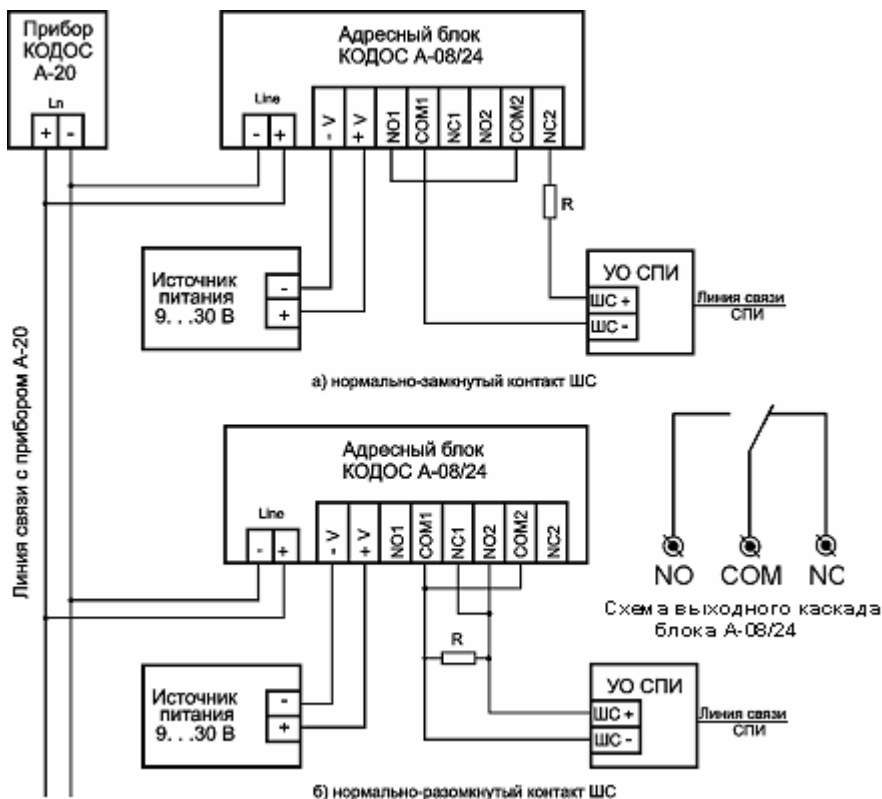 Прибор
КОДОС
А-20
Ln
+ -
Адресный блок
КОДОС А-08/24
Line
- +
- V
+ V
NO1
COM1
NC1
NO2
COM2
NC2
R
Источник
питания
9. . .30 В
-
+
УО СПИ
ШС +
ШС -
Линия связи
СПИ
а) нормально-замкнутый контакт ШС
Линия связи с прибором А-20
Адресный блок
КОДОС А-08/24
Line
- +
- V
+ V
NO1
COM1
NC1
NO2
COM2
NC2
R
Источник
питания
9. . .30 В
-
+
УО СПИ
ШС +
ШС -
Линия связи
СПИ
NO COM NC
Схема выходного каскада
блока А-08/24
б) нормально-разомкнутый контакт ШС